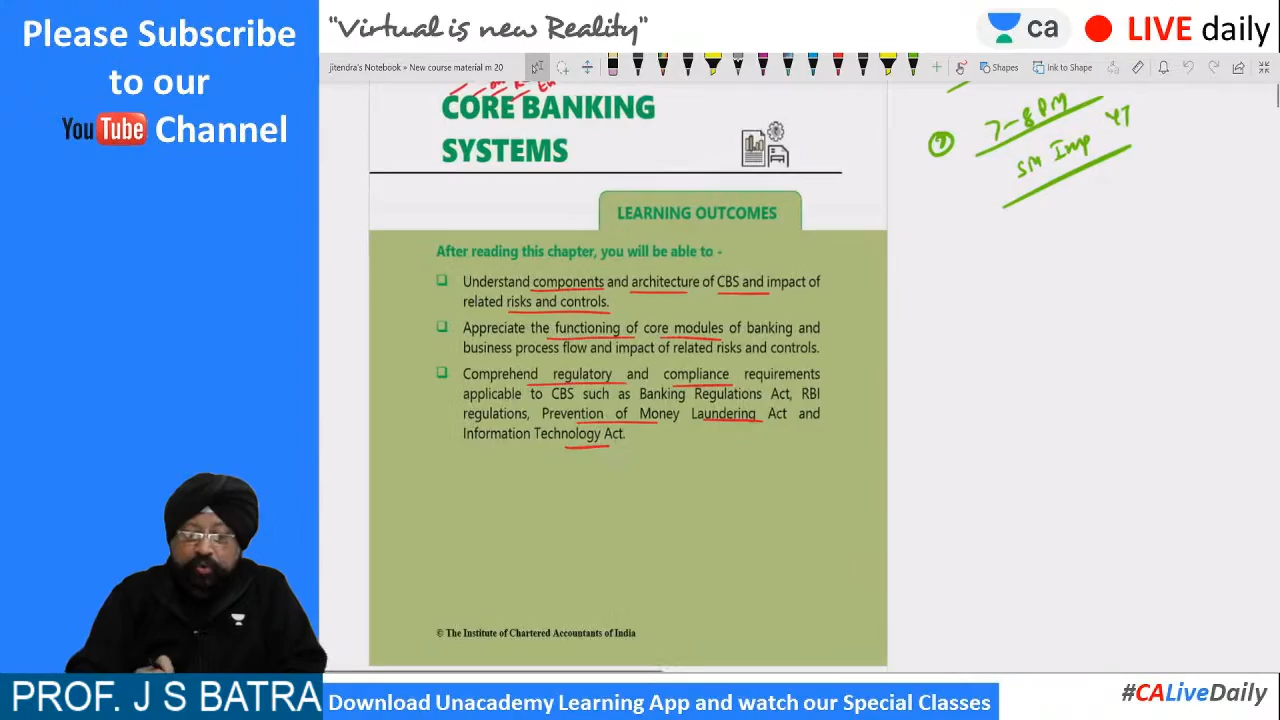 Please Subscribe
to our
YouTube Channel
"Virtual is new Reality"
ca
LIVE daily
jitendra's Notebook » New course material m 20
Shapes
Ink to Shape
CORE BANKING
SYSTEMS
7-8 PM
YT
SM Imp
LEARNING OUTCOMES
After reading this chapter, you will be able to -
Understand components and architecture of CBS and impact of
related risks and controls.
Appreciate the functioning of core modules of banking and
business process flow and impact of related risks and controls.
Comprehend regulatory and compliance requirements
applicable to CBS such as Banking Regulations Act, RBI
regulations, Prevention of Money Laundering Act and
Information Technology Act.
© The Institute of Chartered Accountants of India
PROF. J S BATRA
Download Unacademy Learning App and watch our Special Classes
#CALiveDaily